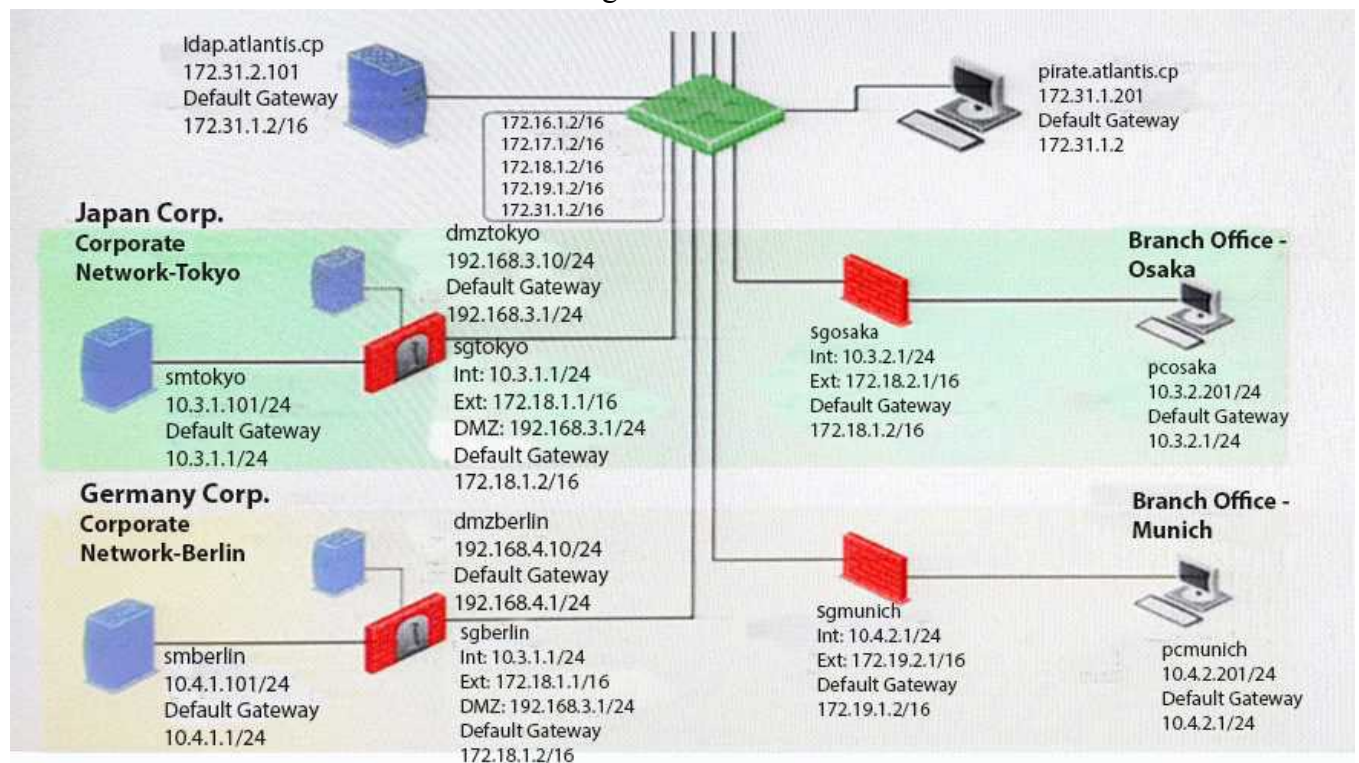 ldap.atlantis.cp
172.31.2.101
Default Gateway
172.31.1.2/16
172.16.1.2/16
172.17.1.2/16
172.18.1.2/16
172.19.1.2/16
172.31.1.2/16
pirate.atlantis.cp
172.31.1.201
Default Gateway
172.31.1.2
Japan Corp.
Corporate
Network-Tokyo
dmztokyo
192.168.3.10/24
Default Gateway
192.168.3.1/24
smtokyo
10.3.1.101/24
Default Gateway
10.3.1.1/24
sgtokyo
Int: 10.3.1.1/24
Ext: 172.18.1.1/16
DMZ: 192.168.3.1/24
Default Gateway
172.18.1.2/16
sgosaka
Int: 10.3.2.1/24
Ext: 172.18.2.1/16
Default Gateway
172.18.1.2/16
Branch Office -
Osaka
pcosaka
10.3.2.201/24
Default Gateway
10.3.2.1/24
Germany Corp.
Corporate
Network-Berlin
dmzberlin
192.168.4.10/24
Default Gateway
192.168.4.1/24
smberlin
10.4.1.101/24
Default Gateway
10.4.1.1/24
sgberlin
Int: 10.3.1.1/24
Ext: 172.18.1.1/16
DMZ: 192.168.3.1/24
Default Gateway
172.18.1.2/16
sgmunich
Int: 10.4.2.1/24
Ext: 172.19.2.1/16
Default Gateway
172.19.1.2/16
Branch Office -
Munich
pcmunich
10.4.2.201/24
Default Gateway
10.4.2.1/24